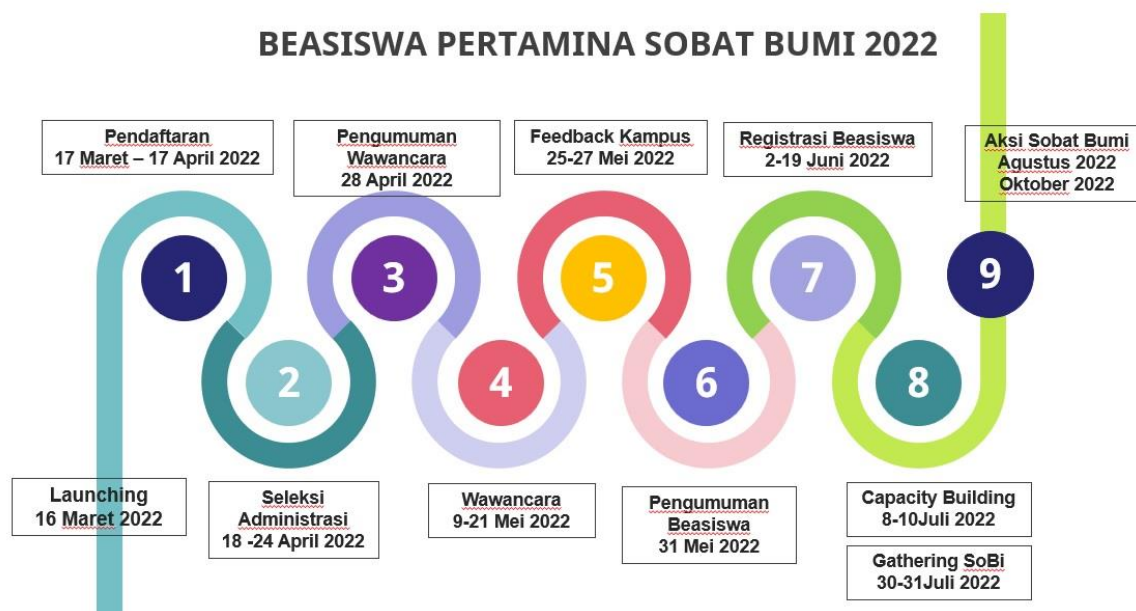 BEASISWA PERTAMINA SOBAT BUMI 2022
Launching
16 Maret 2022
Pendaftaran
17 Maret – 17 April 2022
1
Seleksi
Administrasi
18 -24 April 2022
2
Pengumuman
Wawancara
28 April 2022
3
Wawancara
9-21 Mei 2022
4
Feedback Kampus
25-27 Mei 2022
5
Pengumuman
Beasiswa
31 Mei 2022
6
Registrasi Beasiswa
2-19 Juni 2022
7
Capacity Building
8-10Juli 2022
Gathering SoBi
30-31Juli 2022
8
Aksi Sobat Bumi
Agustus 2022
Oktober 2022
9